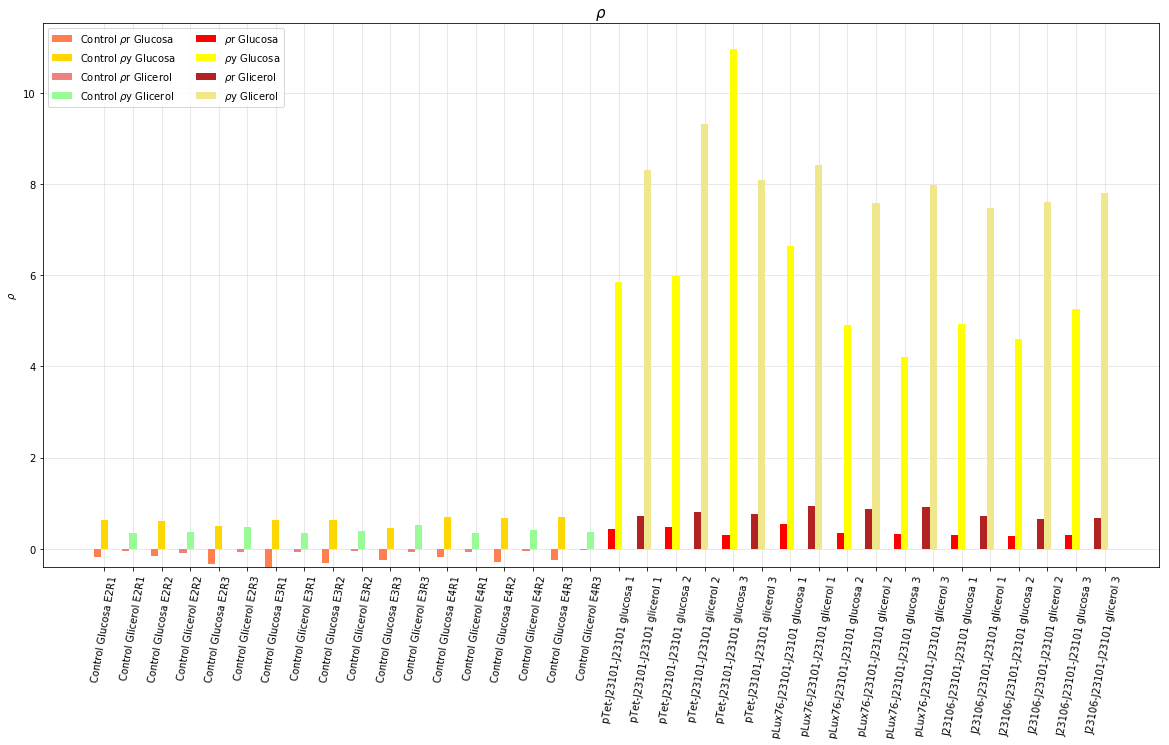 ρ
Control ρr Glucosa
Control ρy Glucosa
Control ρr Glicerol
Control ρy Glicerol
ρr Glucosa
ρy Glucosa
ρr Glicerol
ρy Glicerol
10
8
6
4
2
0
ρ
Control Glucosa E2R1
Control Glicerol E2R1
Control Glucosa E2R2
Control Glicerol E2R2
Control Glucosa E2R3
Control Glicerol E2R3
Control Glucosa E3R1
Control Glicerol E3R1
Control Glucosa E3R2
Control Glicerol E3R2
Control Glucosa E3R3
Control Glicerol E3R3
Control Glucosa E4R1
Control Glicerol E4R1
Control Glucosa E4R2
Control Glicerol E4R2
Control Glucosa E4R3
Control Glicerol E4R3
pTet-J23101-J23101 glucosa 1
pTet-J23101-J23101 glicerol 1
pTet-J23101-J23101 glucosa 2
pTet-J23101-J23101 glicerol 2
pTet-J23101-J23101 glucosa 3
pTet-J23101-J23101 glicerol 3
pLux76-J23101-J23101 glucosa 1
pLux76-J23101-J23101 glicerol 1
pLux76-J23101-J23101 glucosa 2
pLux76-J23101-J23101 glicerol 2
pLux76-J23101-J23101 glucosa 3
pLux76-J23101-J23101 glicerol 3
J23106-J23101-J23101 glucosa 1
J23106-J23101-J23101 glicerol 1
J23106-J23101-J23101 glucosa 2
J23106-J23101-J23101 glicerol 2
J23106-J23101-J23101 glucosa 3
J23106-J23101-J23101 glicerol 3